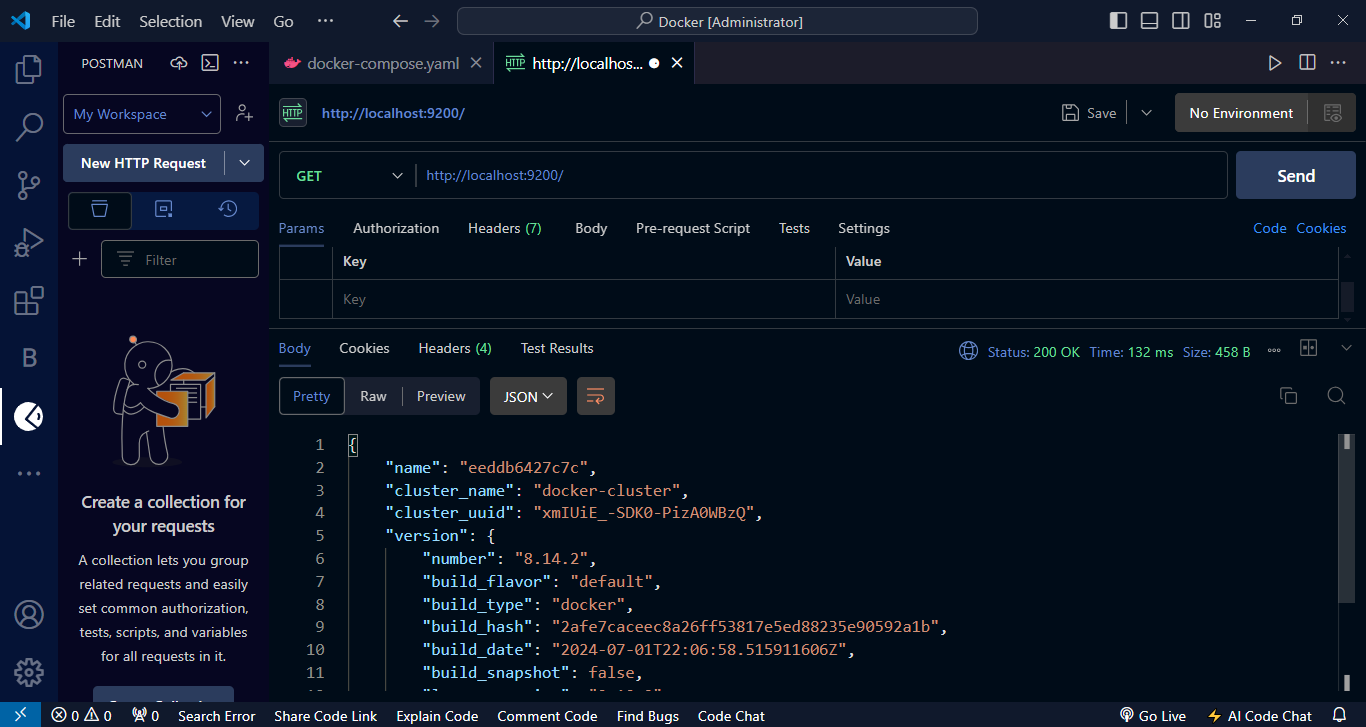 File Edit Selection View Go ··· Docker [Administrator]
POSTMAN ···
docker-compose.yaml
http://localhos...
My Workspace
HTTP http://localhost:9200/ Save No Environment
New HTTP Request
GET http://localhost:9200/ Send
Params Authorization Headers (7) Body Pre-request Script Tests Settings Code Cookies
Filter
Key Value
Key Value
Body Cookies Headers (4) Test Results Status: 200 OK Time: 132 ms Size: 458 B
Pretty Raw Preview JSON
1 {
2 "name": "eeddb6427c7c",
3 "cluster_name": "docker-cluster",
4 "cluster_uuid": "xmIUiE_-SDK0-PizA0WBzQ",
5 "version": {
6 "number": "8.14.2",
7 "build_flavor": "default",
8 "build_type": "docker",
9 "build_hash": "2afe7caceec8a26ff53817e5ed88235e90592a1b",
10 "build_date": "2024-07-01T22:06:58.515911606Z",
11 "build_snapshot": false,
B
Create a collection for
your requests
A collection lets you group
related requests and easily
set common authorization,
tests, scripts, and variables
for all requests in it.
0 0 0 Search Error Share Code Link Explain Code Comment Code Find Bugs Code Chat Go Live AI Code Chat